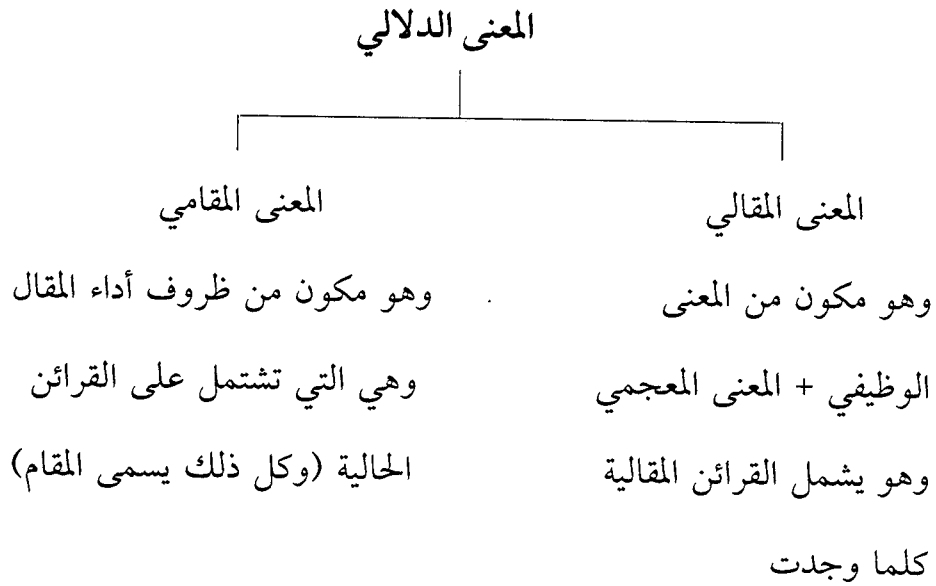 المعنى الدلالي
المعنى المقالي
وهو مكون من المعنى
الوظيفي + المعنى المعجمي
وهو يشمل القرائن المقالية
كلما وجدت
المعنى المقامي
وهو مكون من ظروف أداء المقال
وهي التي تشتمل على القرائن
الحالية (وكل ذلك يسمى المقام)